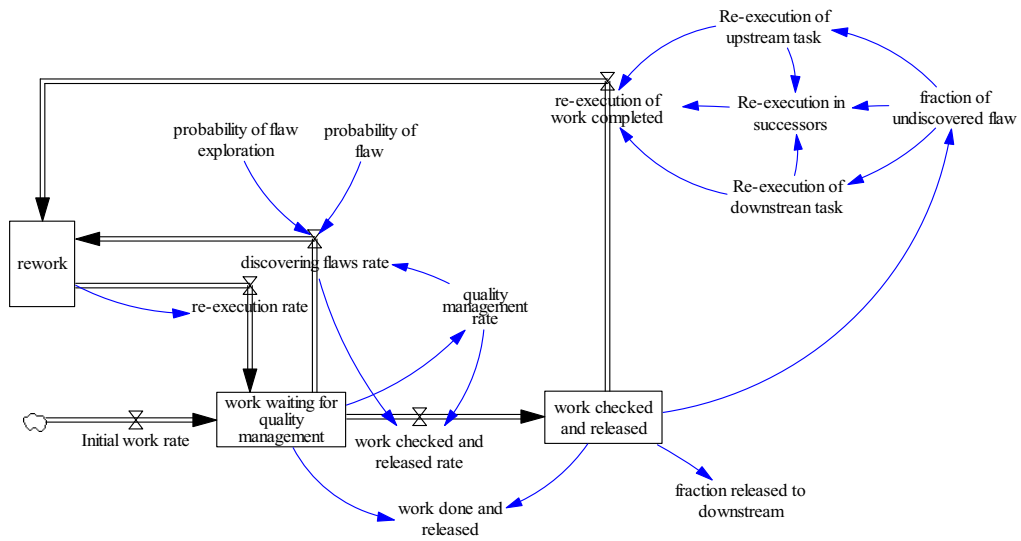 Re-execution of
upstream task
re-execution of
work completed
Re-execution in
successors
fraction of
undiscovered flaw
probability of flaw
exploration
probability of
flaw
Re-execution of
downstrean task
rework
discovering flaws rate
re-execution rate
quality
management
rate
work waiting for
quality
management
work checked
and released
Initial work rate
work checked and
released rate
fraction released to
downstream
work done and
released